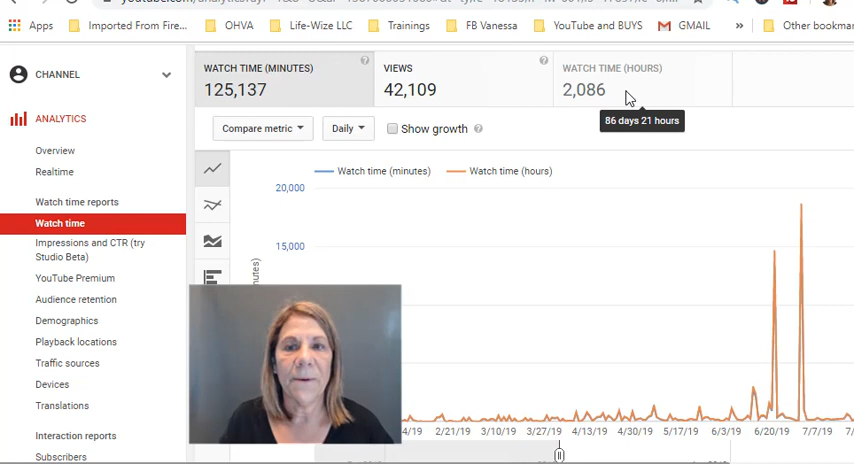 Apps Imported From Fire... OHVA Life-Wize LLC Trainings FB Vanessa YouTube and BUYS GMAIL » Other bookmar
CHANNEL
ANALYTICS
Overview
Realtime
Watch time reports
Watch time
Impressions and CTR (try
Studio Beta)
YouTube Premium
Audience retention
Demographics
Playback locations
Traffic sources
Devices
Translations
Interaction reports
Subscribers
WATCH TIME (MINUTES) ? VIEWS ? WATCH TIME (HOURS)
125,137 42,109 2,086
86 days 21 hours
Compare metric Daily Show growth ?
Watch time (minutes) Watch time (hours)
20,000
15,000
4/19 2/21/19 3/10/19 3/27/19 4/13/19 4/30/19 5/17/19 6/3/19 6/20/19 7/7/19